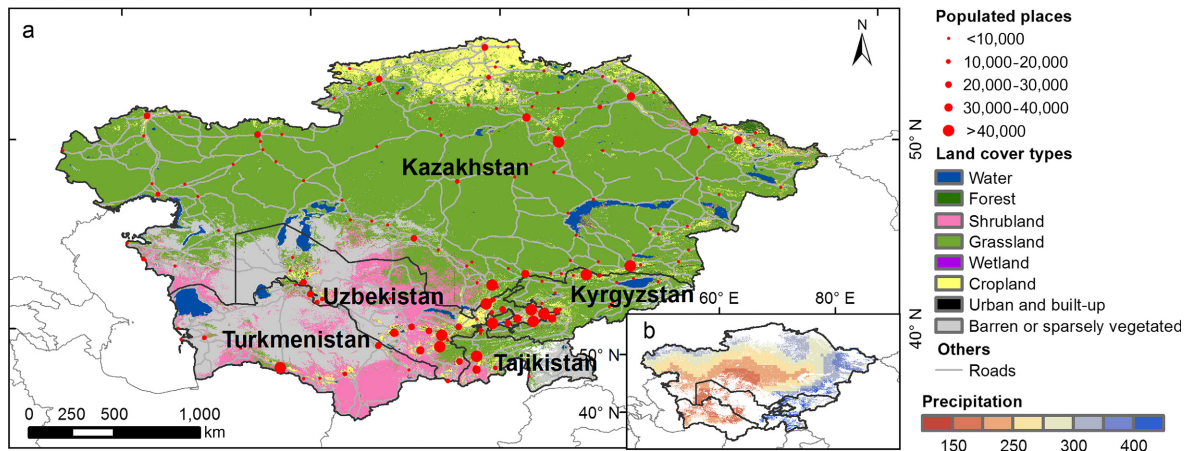 a
N
Kazakhstan
Uzbekistan
Kyrgyzstan
Turkmenistan
Tajikistan
0 250 500 1,000
km
50° N
40° N
60° E
80° E
b
50° N
40° N
Populated places
<10,000
10,000-20,000
20,000-30,000
30,000-40,000
>40,000
Land cover types
Water
Forest
Shrubland
Grassland
Wetland
Cropland
Urban and built-up
Barren or sparsely vegetated
Others
Roads
Precipitation
150 250 300 400